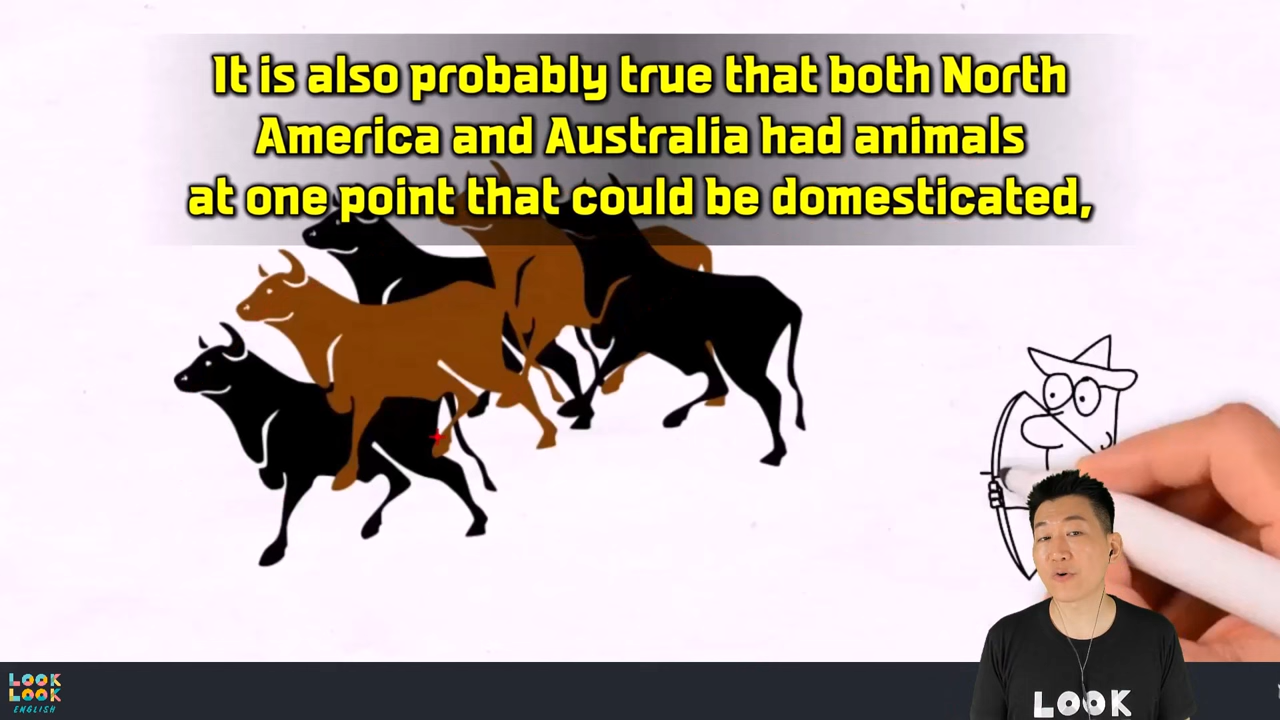 It is also probably true that both North
America and Australia had animals
at one point that could be domesticated,
LOOK
LOOK
ENGLISH
LOOK